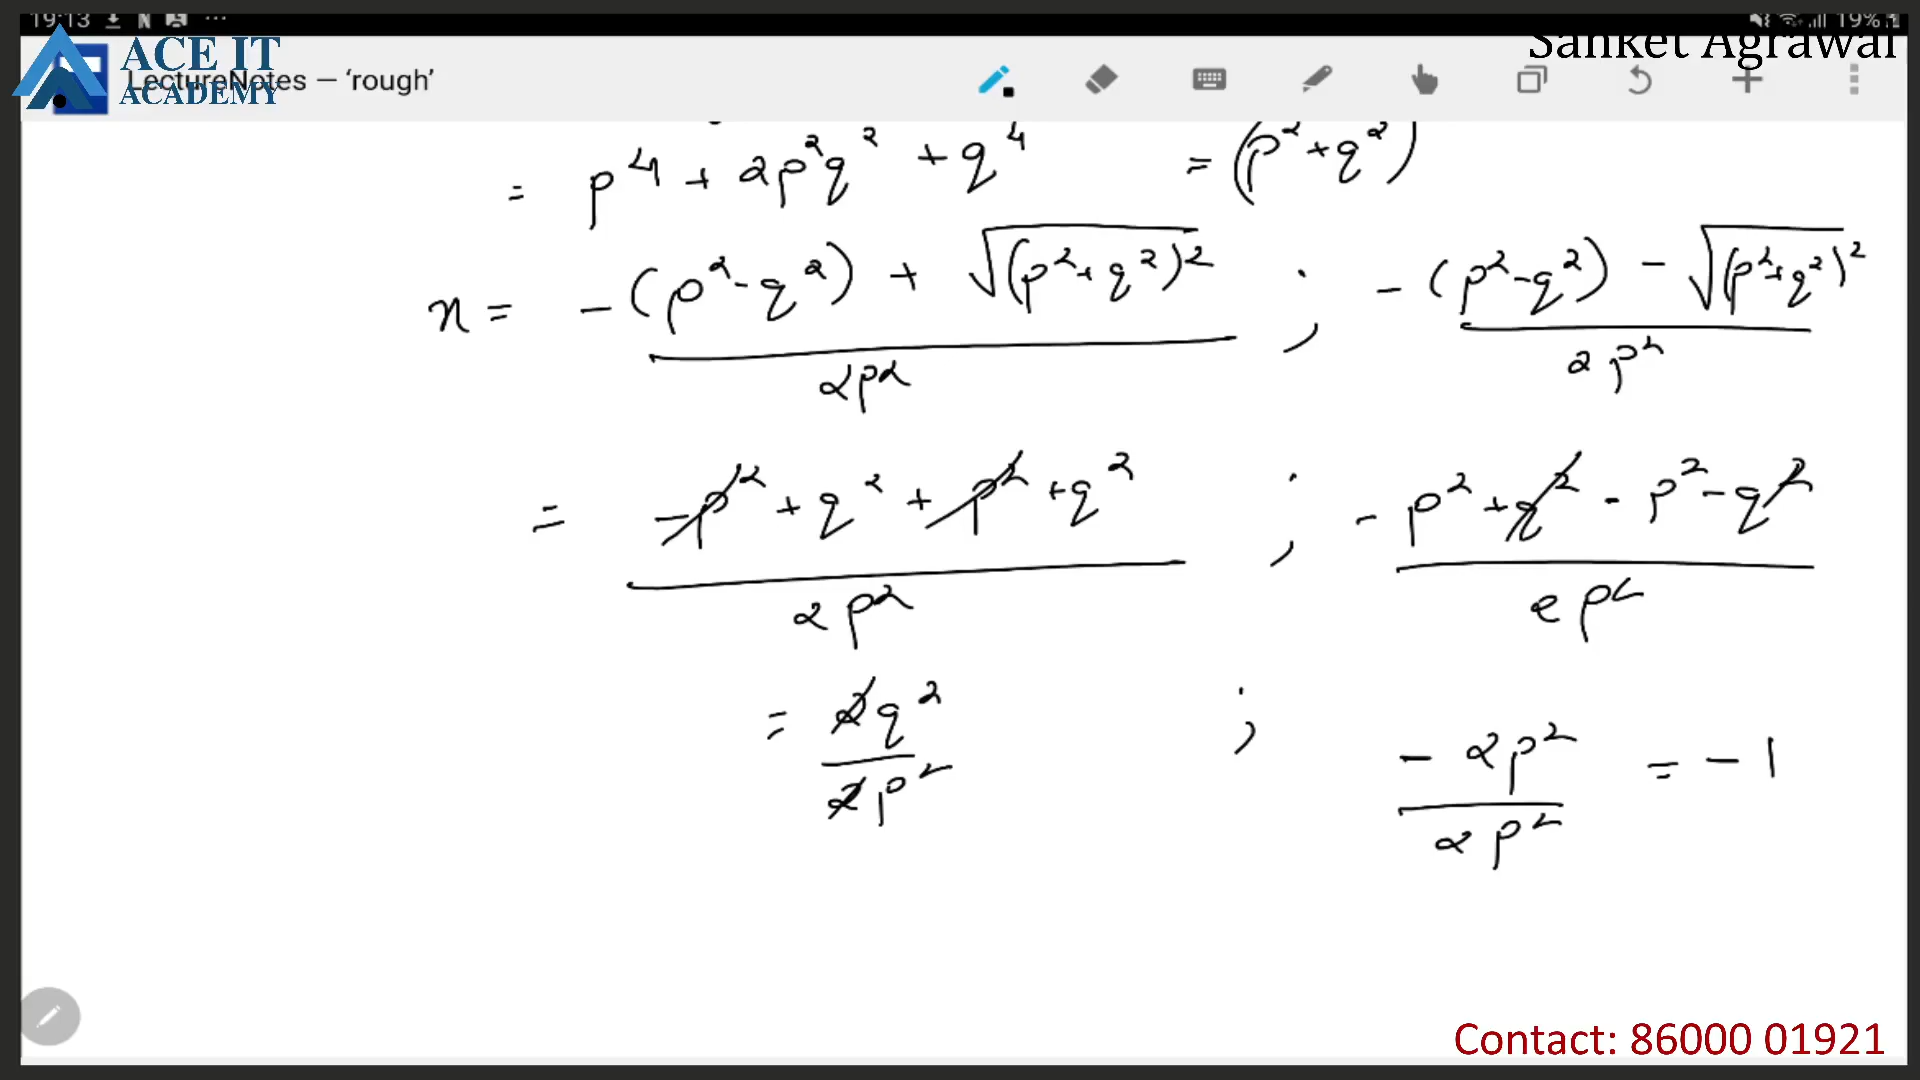 19:13 N ... 19%
ACE IT
ACADEMY
LectureNotes — ‘rough’
Sanket Agrawal
= p⁴ + 2p²q² + q⁴ = (p²+q²)
x = -(p²-q²) + √(p²+q²)² / 2p² ; -(p²-q²) - √(p²+q²)² / 2p²
= -p² + q² + p² + q² / 2p² ; - p² + q² - p² - q² / 2p²
= 2q² / 2p² ; - 2p² / 2p² = - 1
Contact: 86000 01921